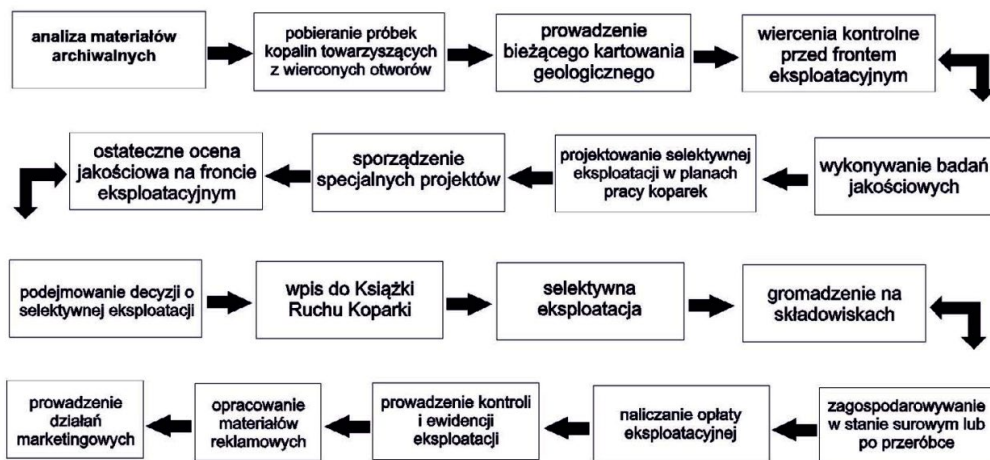 analiza materiałów
archiwalnych
pobieranie próbek
kopalin towarzyszących
z wierconych otworów
prowadzenie
bieżącego kartowania
geologicznego
wiercenia kontrolne
przed frontem
eksploatacyjnym
wykonywanie badań
jakościowych
projektowanie selektywnej
eksploatacji w planach
pracy koparek
sporządzenie
specjalnych projektów
ostateczne ocena
jakościowa na froncie
eksploatacyjnym
podejmowanie decyzji o
selektywnej eksploatacji
wpis do Książki
Ruchu Koparki
selektywna
eksploatacja
gromadzenie na
składowiskach
zagospodarowywanie
w stanie surowym lub
po przeróbce
naliczanie opłaty
eksploatacyjnej
prowadzenie kontroli
i ewidencji
eksploatacji
opracowanie
materiałów
reklamowych
prowadzenie
działań
marketingowych